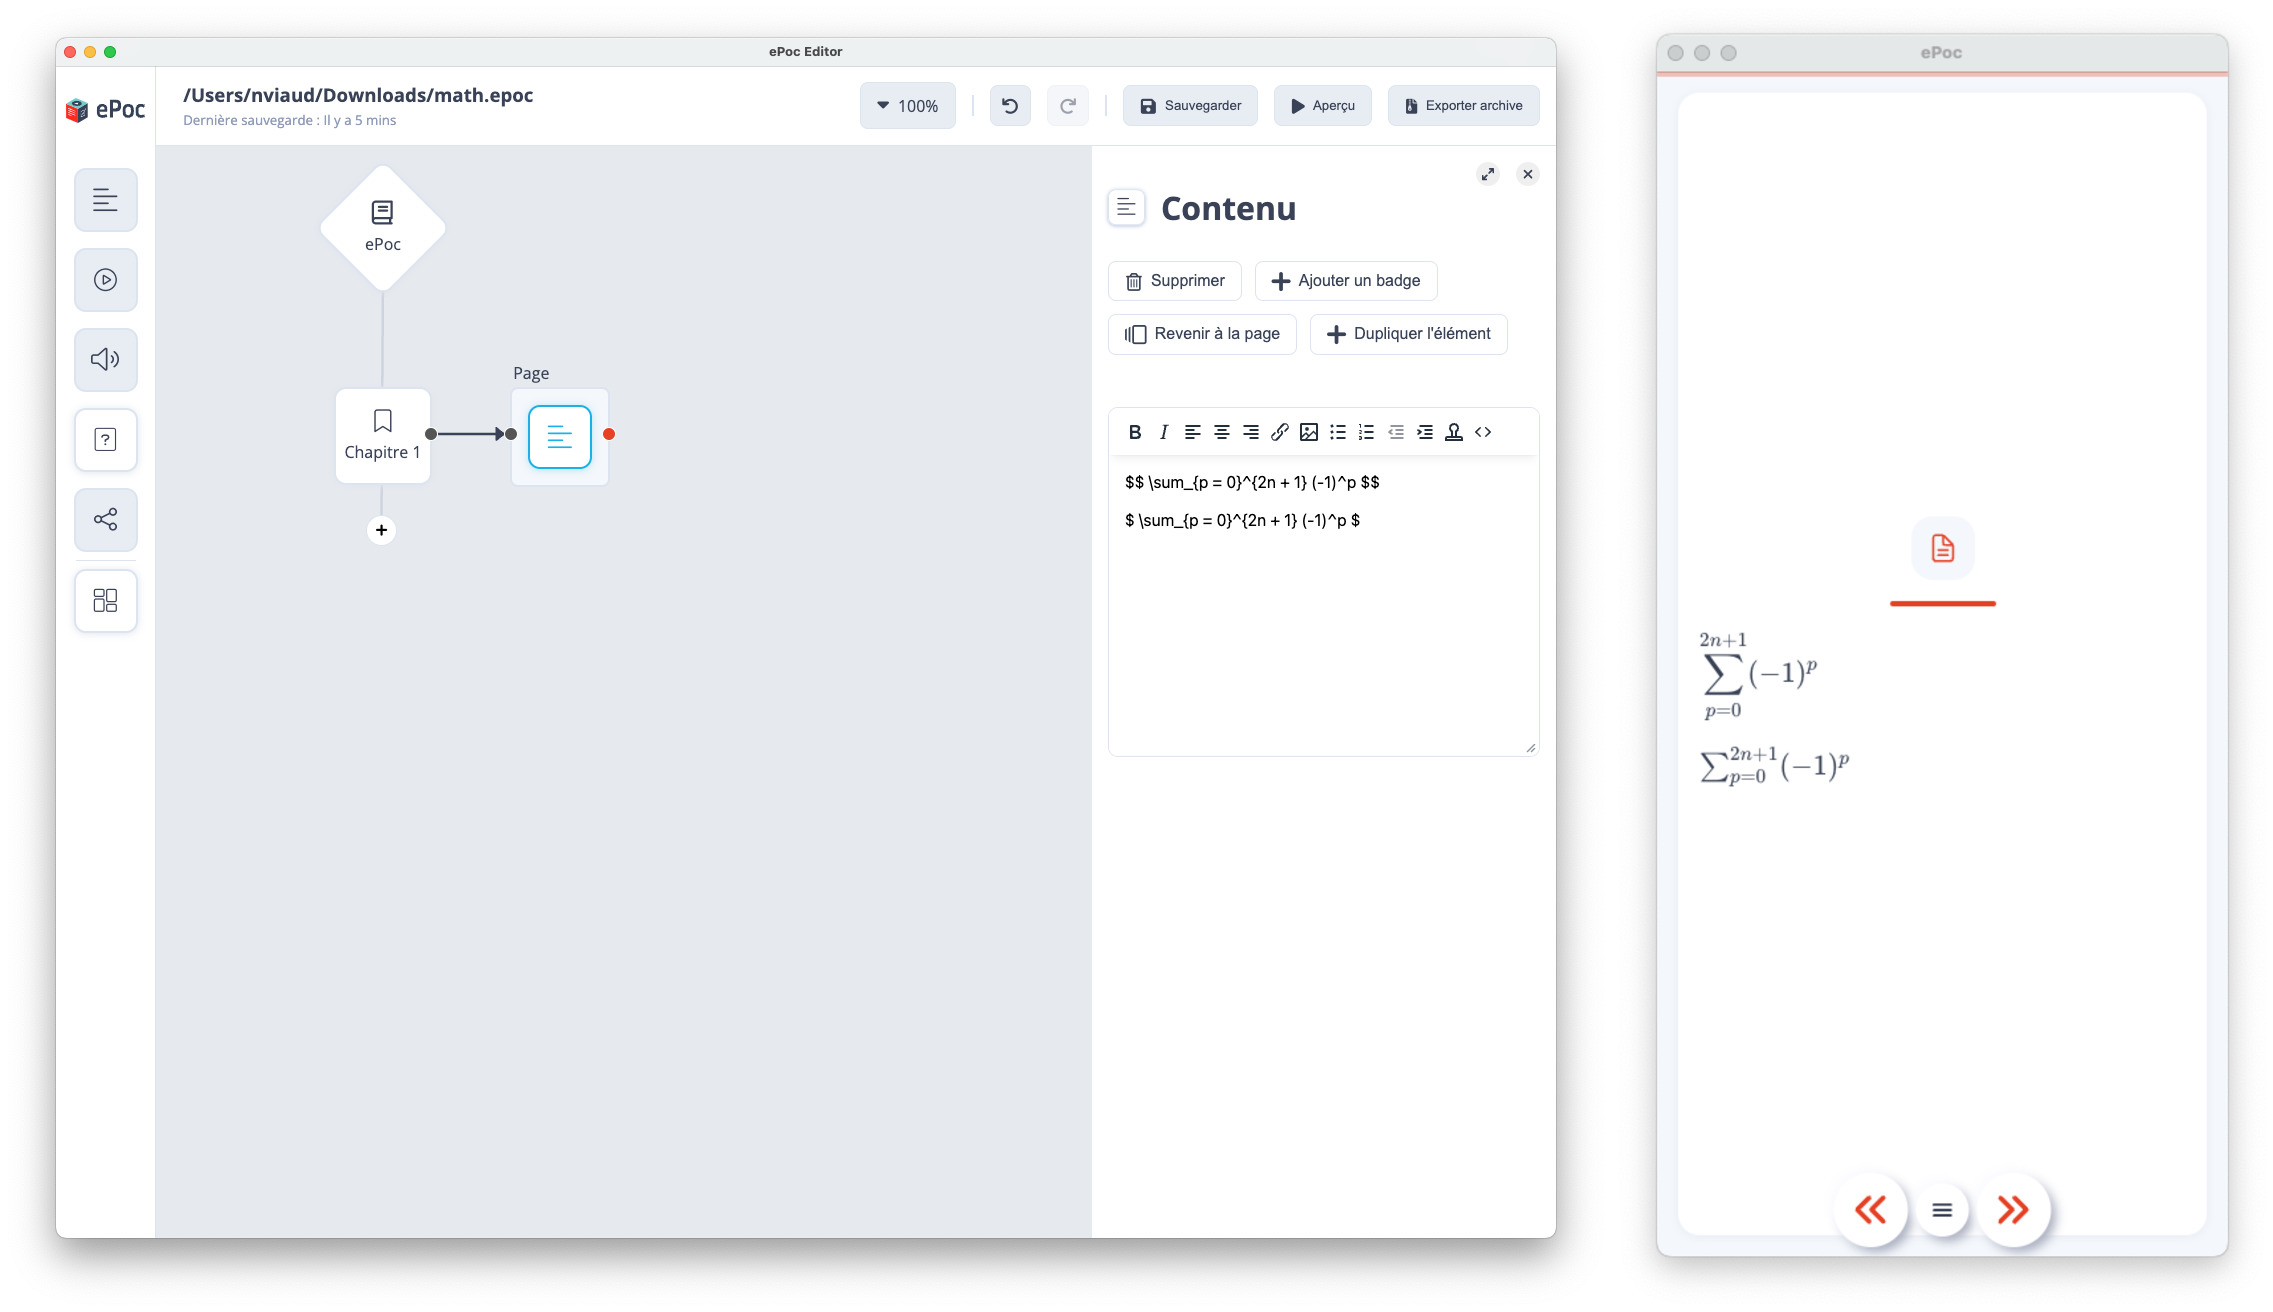 ePoc Editor
ePoc
/Users/nviaud/Downloads/math.epoc
Dernière sauvegarde : Il y a 5 mins
100%
Sauvegarder
Aperçu
Exporter archive
ePoc
Page
Chapitre 1
Contenu
Supprimer
Ajouter un badge
Revenir à la page
Dupliquer l'élément
$$ \sum_{p = 0}^{2n + 1} (-1)^p $$
$ \sum_{p = 0}^{2n + 1} (-1)^p $
ePoc
2n+1
∑(−1)^p
p=0
∑_{p=0}^{2n+1}(−1)^p